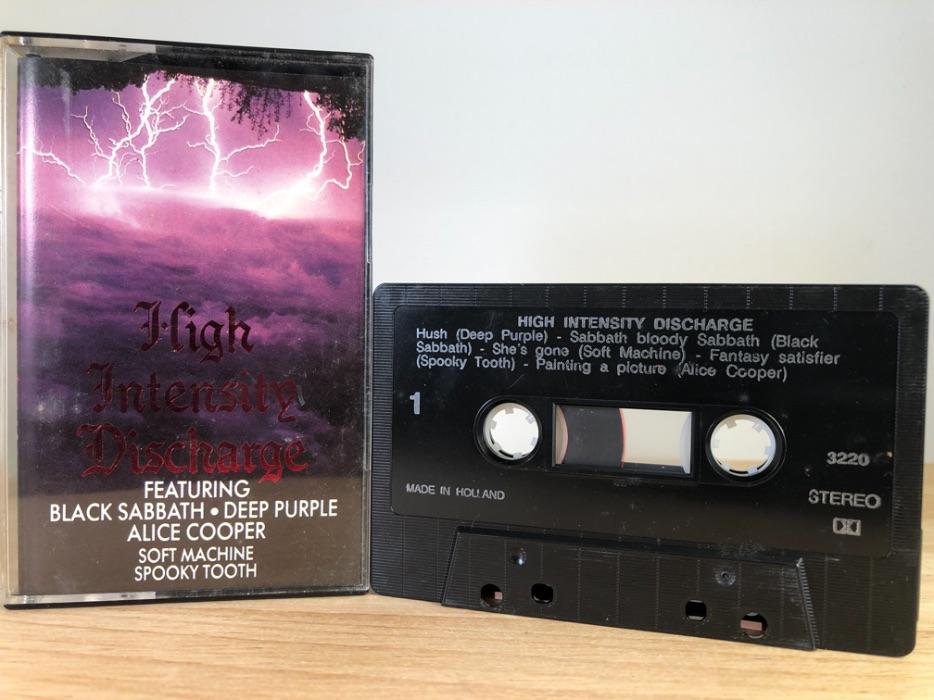 High
Intensity
Discharge
FEATURING
BLACK SABBATH • DEEP PURPLE
ALICE COOPER
SOFT MACHINE
SPOOKY TOOTH
HIGH INTENSITY DISCHARGE
Hush (Deep Purple) - Sabbath bloody Sabbath (Black
Sabbath) - She's gone (Soft Machine) - Fantasy satisfier
(Spooky Tooth) - Painting a picture (Alice Cooper)
1
3220
MADE IN HOLLAND
STEREO